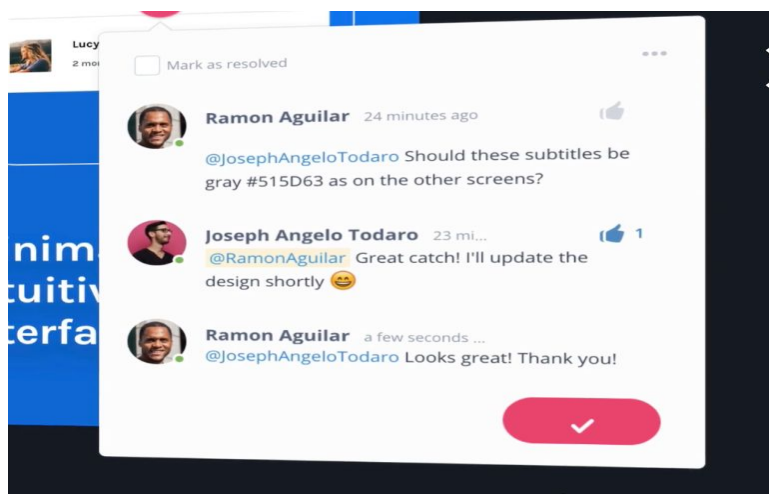 Lucy
2 mo
Mark as resolved
Ramon Aguilar 24 minutes ago
@JosephAngeloTodaro Should these subtitles be
gray #515D63 as on the other screens?
Joseph Angelo Todaro 23 mi...
1
@RamonAguilar Great catch! I'll update the
design shortly 😄
Ramon Aguilar a few seconds ...
@JosephAngeloTodaro Looks great! Thank you!
nim
tuitiv
terfa